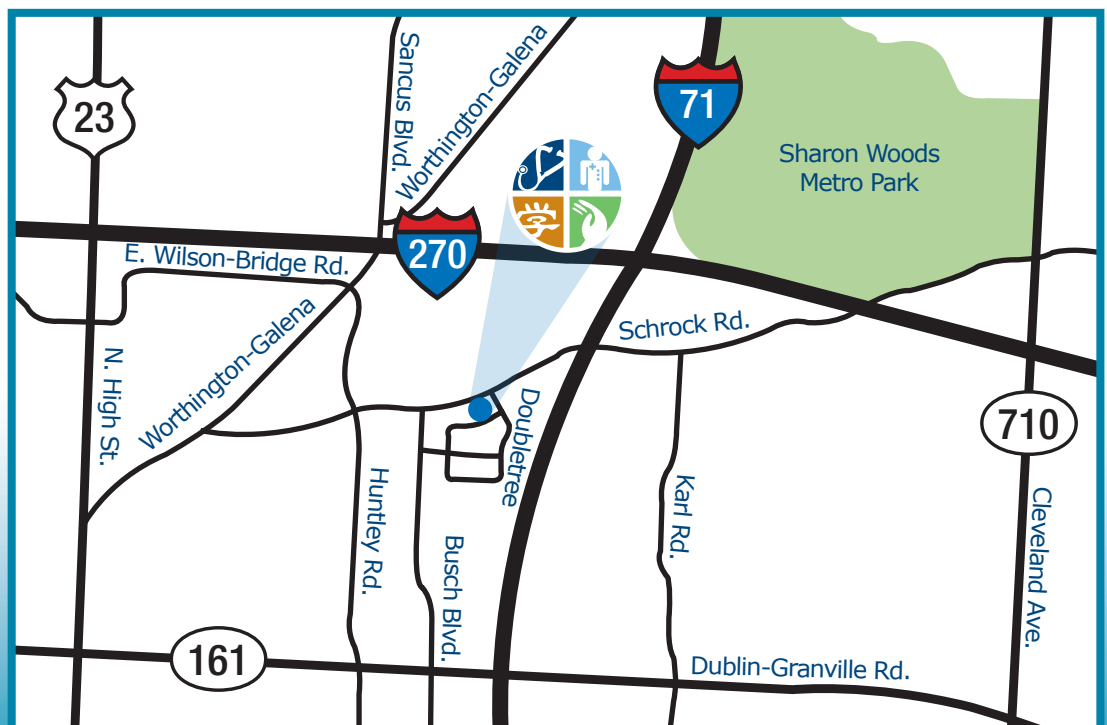 Sancus Blvd.
Worthington-Galena
23
71
Sharon Woods
Metro Park
270
E. Wilson-Bridge Rd.
Schrock Rd.
Worthington-Galena
N. High St.
Doubletree
710
Huntley Rd.
Karl Rd.
Cleveland Ave.
Busch Blvd.
161
Dublin-Granville Rd.